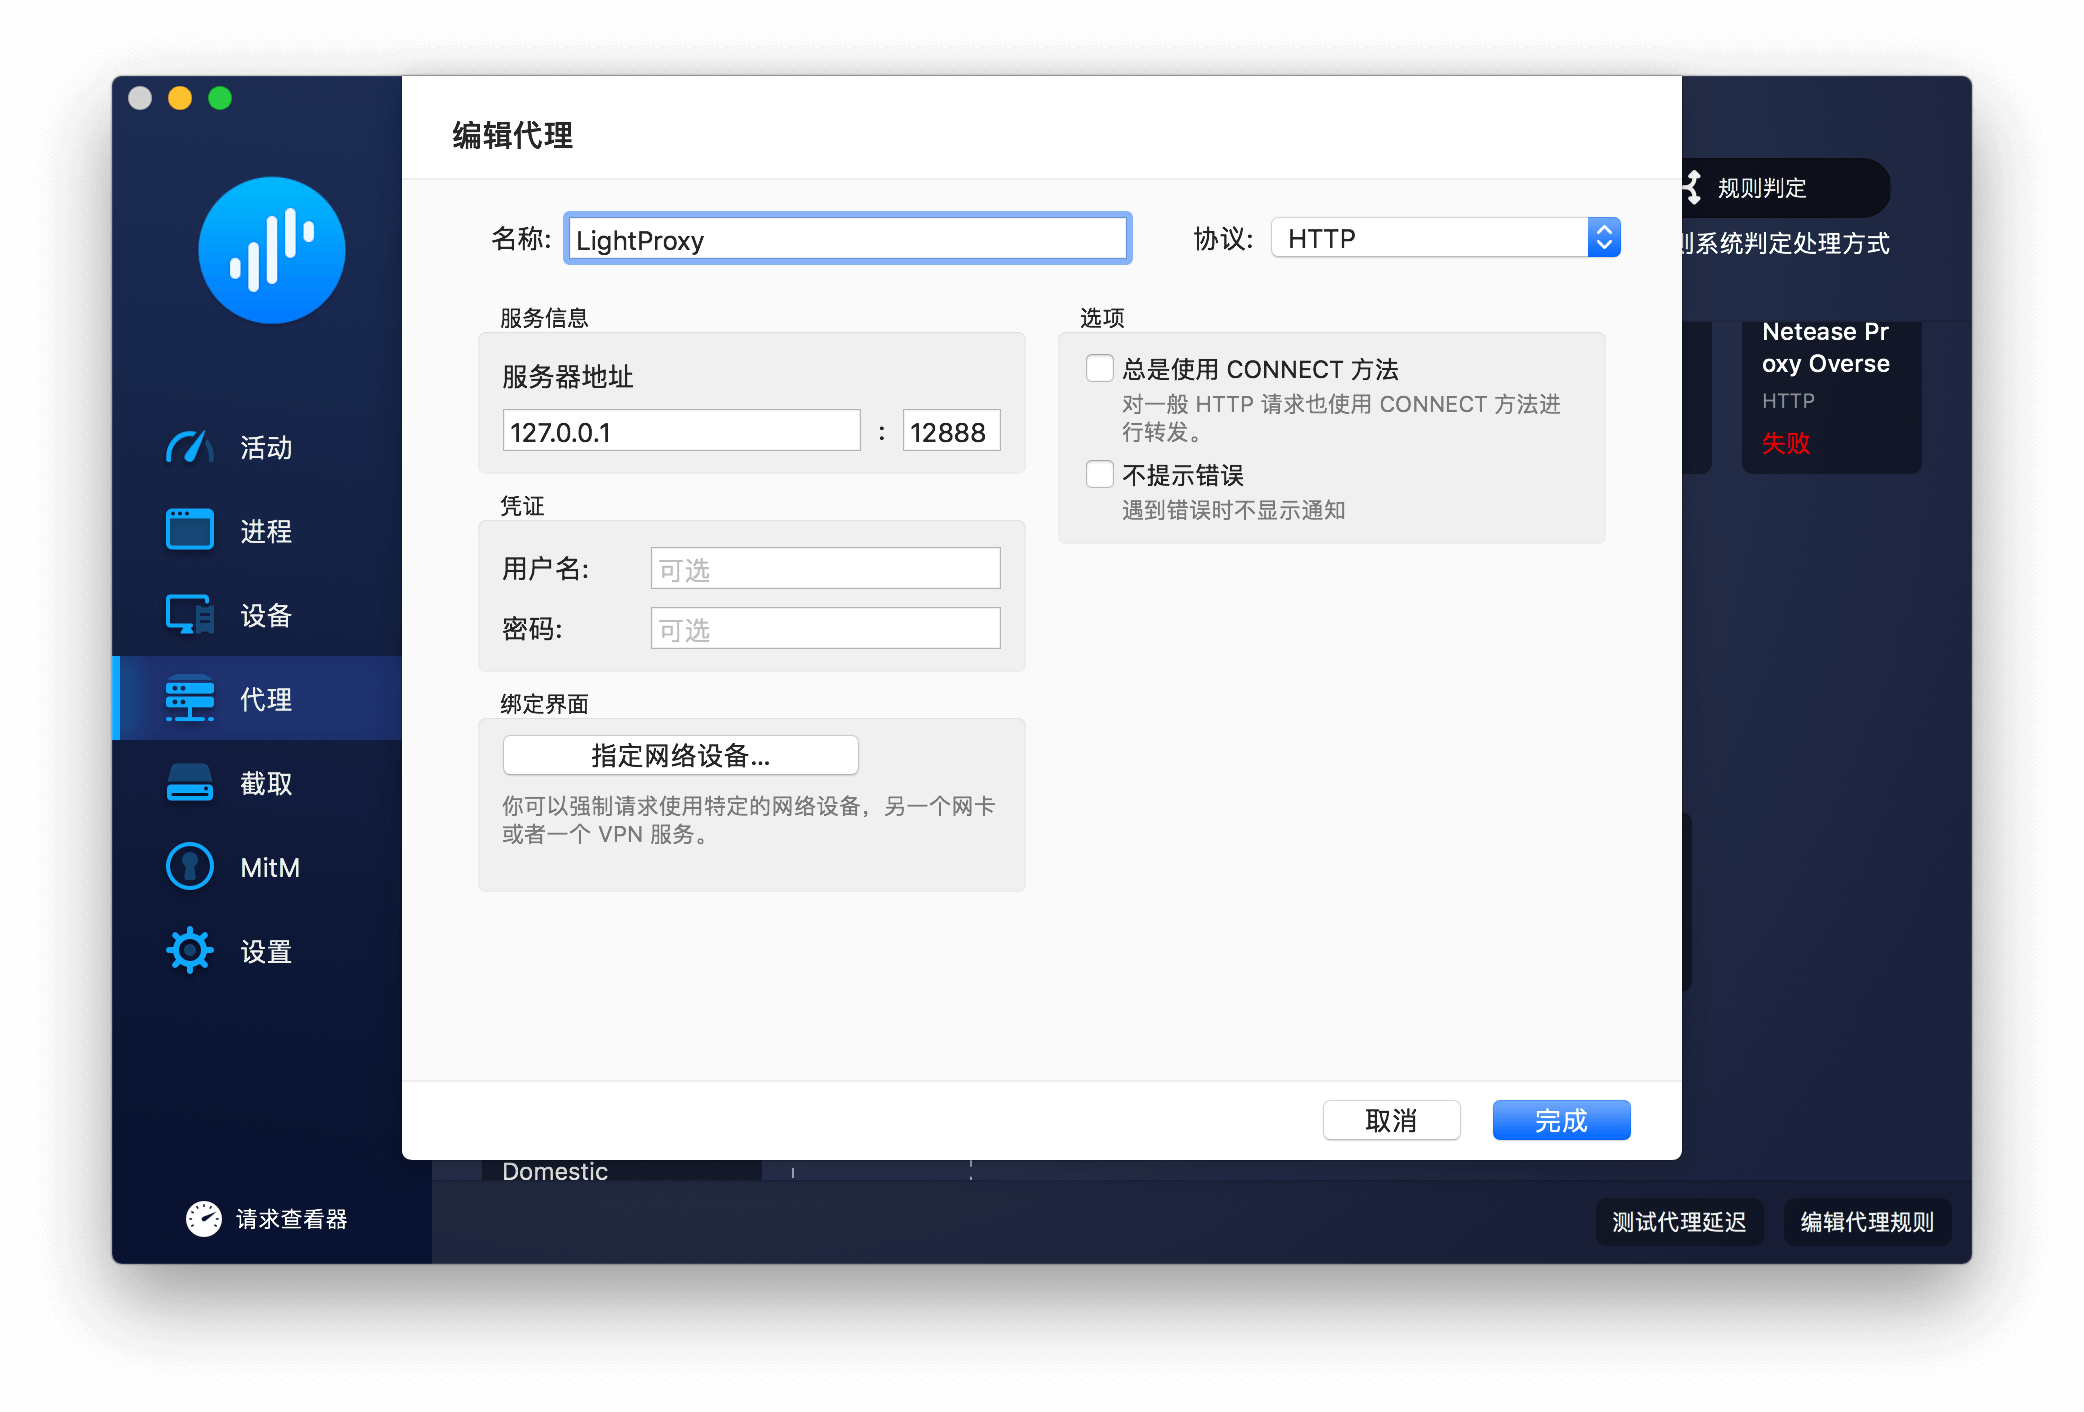 编辑代理
名称: LightProxy
协议: HTTP
服务信息
服务器地址
127.0.0.1 : 12888
凭证
用户名: 可选
密码: 可选
绑定界面
指定网络设备...
你可以强制请求使用特定的网络设备，另一个网卡
或者一个 VPN 服务。
选项
总是使用 CONNECT 方法
对一般 HTTP 请求也使用 CONNECT 方法进
行转发。
不提示错误
遇到错误时不显示通知
取消
完成
活动
进程
设备
代理
截取
MitM
设置
请求查看器
规则判定
则系统判定处理方式
Netease Pr
oxy Overse
HTTP
失败
Domestic
测试代理延迟
编辑代理规则